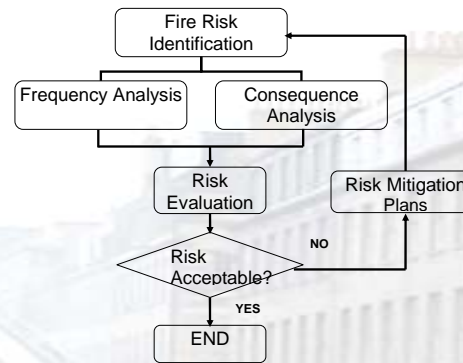 Fire Risk
Identification
Frequency Analysis
Consequence
Analysis
Risk
Evaluation
Risk Mitigation
Plans
NO
Risk
Acceptable?
YES
END